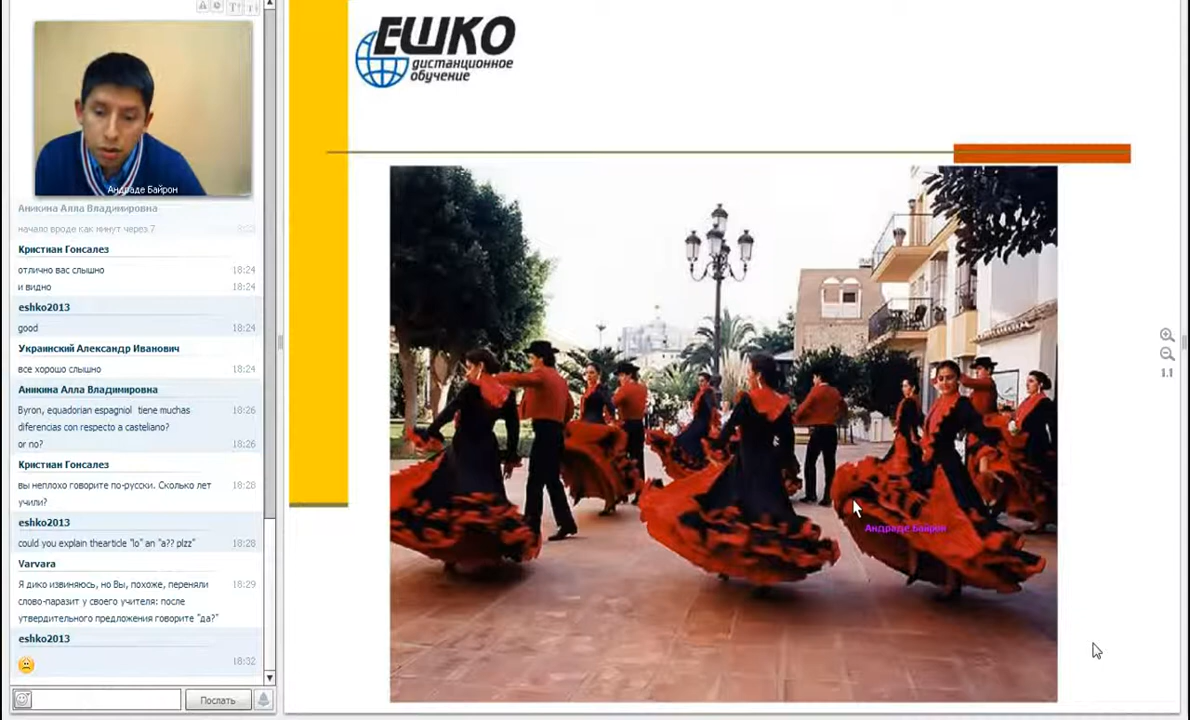 Андраде Байрон
Аникина Алла Владимировна
начало вроде как минут через 7
Кристиан Гонсалез
отлично вас слышно 18:24
и видно 18:24
eshko2013
good 18:24
Украинский Александр Иванович
все хорошо слышно 18:24
Аникина Алла Владимировна
Byron, equadorian espagniol tiene muchas 18:26
diferencias con respecto a casteliano?
or no? 18:26
Кристиан Гонсалез
вы неплохо говорите по-русски. Сколько лет 18:28
учили?
eshko2013
could you explain thearticle "lo" an "a?? plzz" 18:28
Varvara
Я дико извиняюсь, но Вы, похоже, переняли 18:29
слово-паразит у своего учителя: после
утвердительного предложения говорите "да?"
eshko2013
18:32
Послать
ЕШКО
дистанционное
обучение
Андраде Байрон
1:1